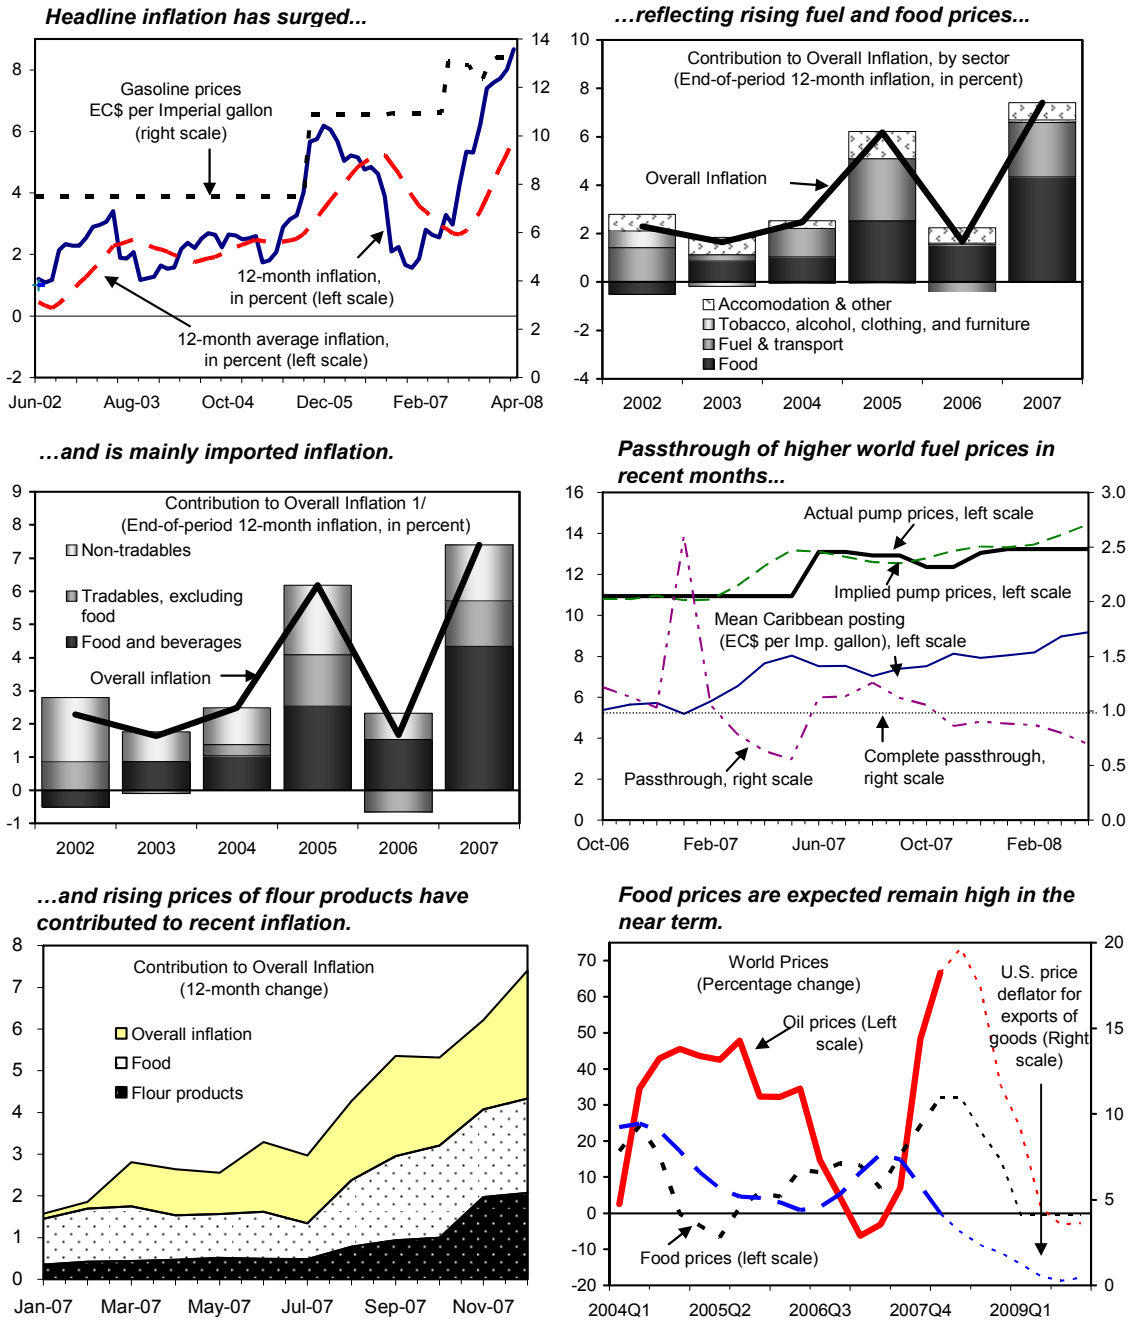 Headline inflation has surged...
8
6
4
2
0
-2
14
12
10
8
6
4
2
0
Gasoline prices
EC$ per Imperial gallon
(right scale)
12-month inflation,
in percent (left scale)
12-month average inflation,
in percent (left scale)
Jun-02 Aug-03 Oct-04 Dec-05 Feb-07 Apr-08
…reflecting rising fuel and food prices...
10
8
6
4
2
0
-2
-4
Contribution to Overall Inflation, by sector
(End-of-period 12-month inflation, in percent)
Overall Inflation
Accomodation & other
Tobacco, alcohol, clothing, and furniture
Fuel & transport
Food
2002 2003 2004 2005 2006 2007
…and is mainly imported inflation.
9
8
7
6
5
4
3
2
1
0
-1
Contribution to Overall Inflation 1/
(End-of-period 12-month inflation, in percent)
Non-tradables
Tradables, excluding
food
Food and beverages
Overall inflation
2002 2003 2004 2005 2006 2007
Passthrough of higher world fuel prices in
recent months...
16
14
12
10
8
6
4
2
0
3.0
2.5
2.0
1.5
1.0
0.5
0.0
Actual pump prices, left scale
Implied pump prices, left scale
Mean Caribbean posting
(EC$ per Imp. gallon), left scale
Passthrough, right scale
Complete passthrough,
right scale
Oct-06 Feb-07 Jun-07 Oct-07 Feb-08
…and rising prices of flour products have
contributed to recent inflation.
8
7
6
5
4
3
2
1
0
Contribution to Overall Inflation
(12-month change)
Overall inflation
Food
Flour products
Jan-07 Mar-07 May-07 Jul-07 Sep-07 Nov-07
Food prices are expected remain high in the
near term.
70
60
50
40
30
20
10
0
-10
-20
20
15
10
5
0
World Prices
(Percentage change)
Oil prices (Left
scale)
U.S. price
deflator for
exports of
goods (Right
scale)
Food prices (left scale)
2004Q1 2005Q2 2006Q3 2007Q4 2009Q1